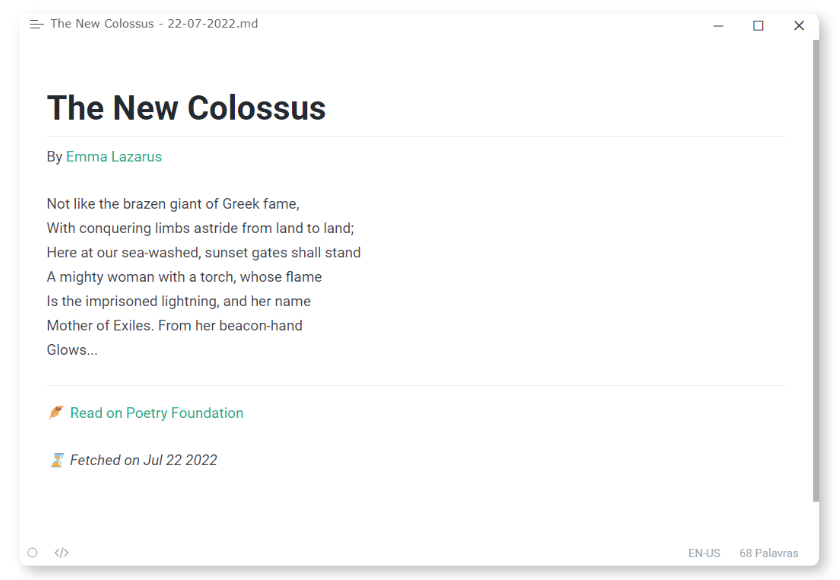 The New Colossus - 22-07-2022.md
The New Colossus
By Emma Lazarus
Not like the brazen giant of Greek fame,
With conquering limbs astride from land to land;
Here at our sea-washed, sunset gates shall stand
A mighty woman with a torch, whose flame
Is the imprisoned lightning, and her name
Mother of Exiles. From her beacon-hand
Glows...
Read on Poetry Foundation
Fetched on Jul 22 2022
</> EN-US 68 Palavras